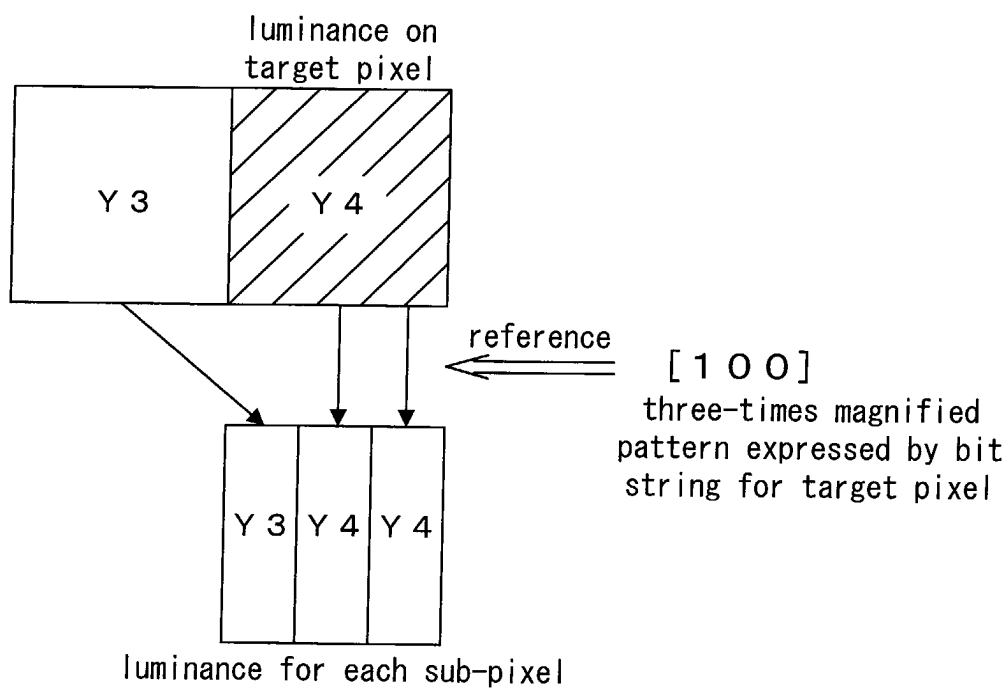 luminance on
target pixel
Y 3
Y 4
reference
[1 0 0]
three-times magnified
pattern expressed by bit
string for target pixel
Y 3 Y 4 Y 4
luminance for each sub-pixel